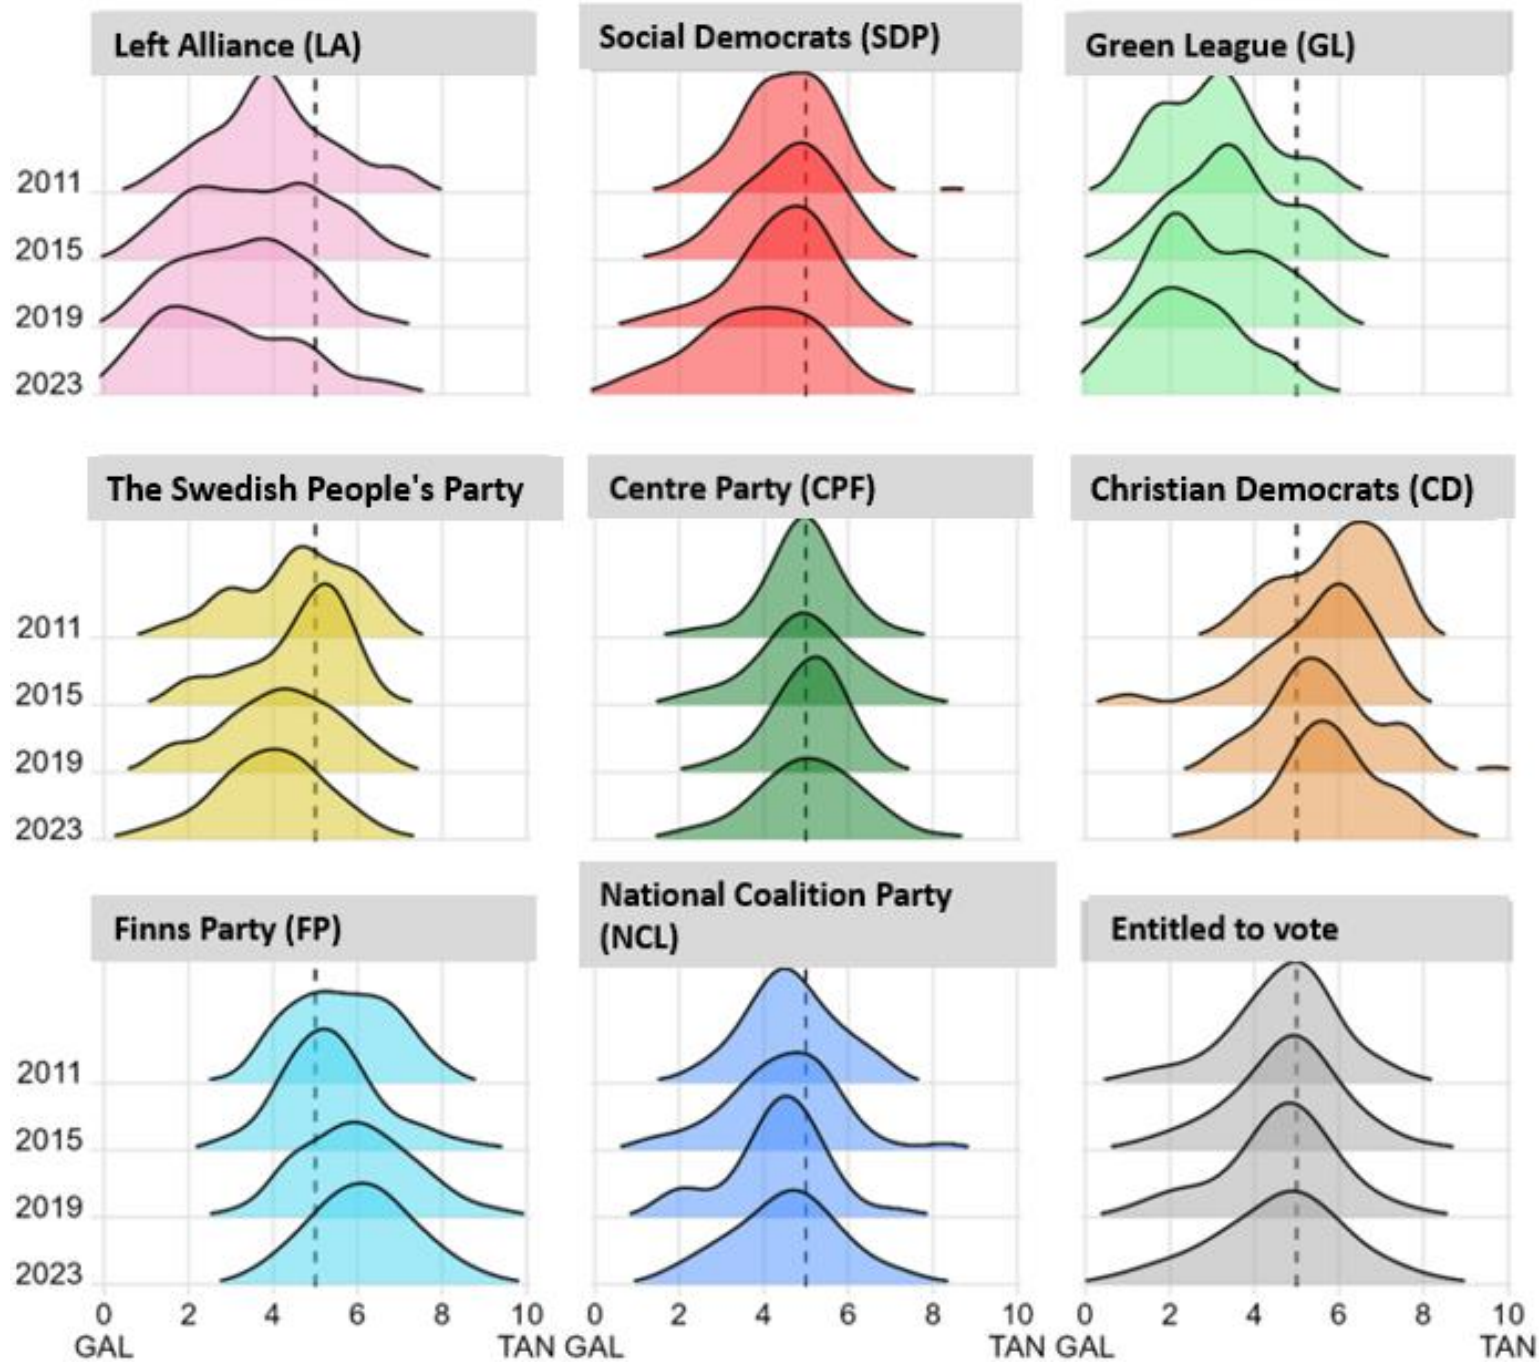 Left Alliance (LA)
Social Democrats (SDP)
Green League (GL)
2011
2015
2019
2023
The Swedish People's Party
Centre Party (CPF)
Christian Democrats (CD)
2011
2015
2019
2023
Finns Party (FP)
National Coalition Party
(NCL)
Entitled to vote
2011
2015
2019
2023
0 2 4 6 8 10 0 2 4 6 8 10 0 2 4 6 8 10
GAL TAN GAL TAN GAL TAN